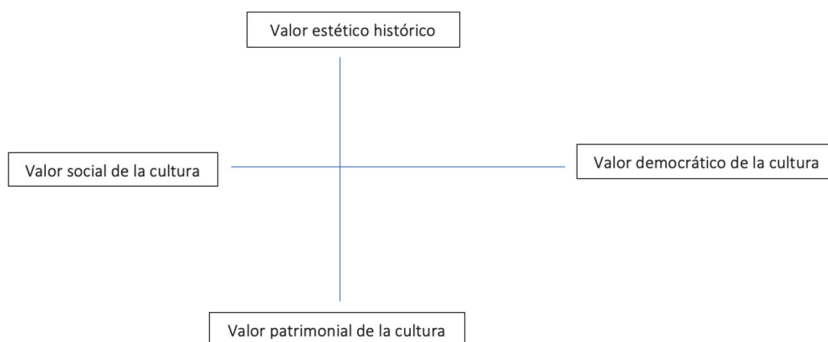 Valor estético histórico
Valor social de la cultura
Valor democrático de la cultura
Valor patrimonial de la cultura